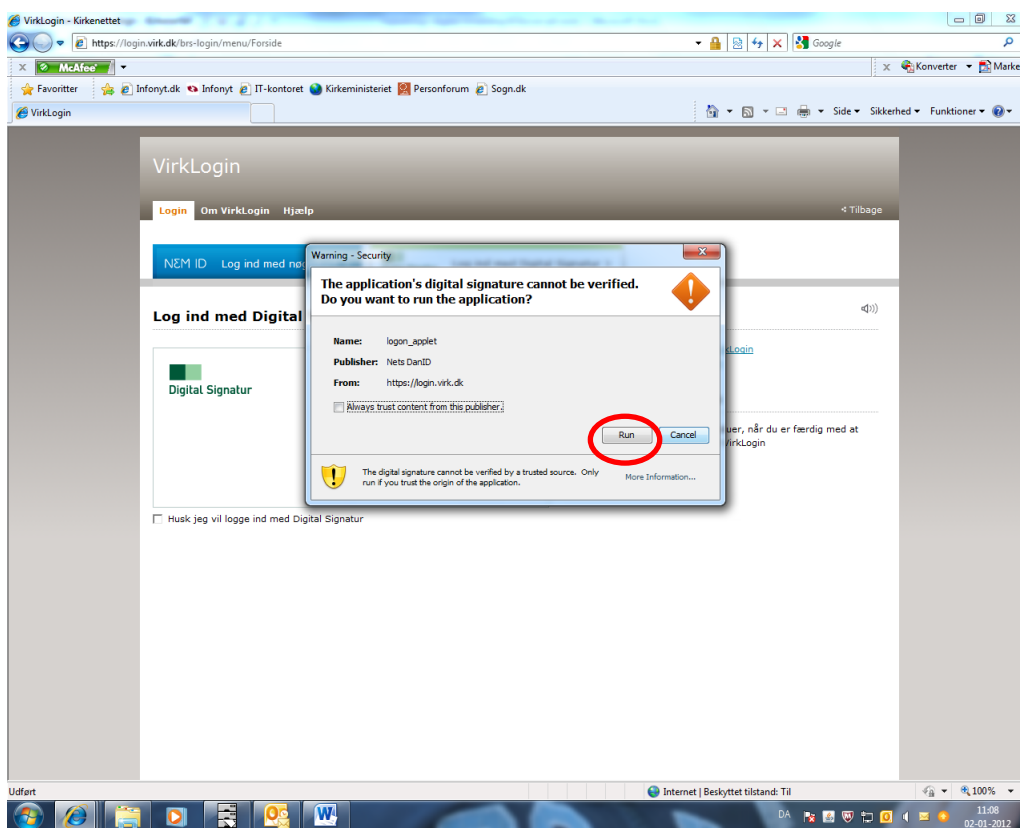 VirkLogin - Kirkenettet
https://login.virk.dk/brs-login/menu/Forside
Google
x McAfee
x Konverter Marke
Favoritter Infonyt.dk Infonyt IT-kontoret Kirkeministeriet Personforum Sogn.dk
VirkLogin
Side Sikkerhed Funktioner
VirkLogin
Login Om VirkLogin Hjælp
< Tilbage
NEM ID Log ind med nøg
Log ind med Digital
Digital Signatur
Husk jeg vil logge ind med Digital Signatur
Warning - Security
The application's digital signature cannot be verified.
Do you want to run the application?
Name: logon_applet
Publisher: Nets DanID
From: https://login.virk.dk
Always trust content from this publisher.
Run Cancel
The digital signature cannot be verified by a trusted source. Only
run if you trust the origin of the application.
More Information...
kLogin
uer, når du er færdig med at
VirkLogin
Udført
Internet | Beskyttet tilstand: Til
100%
DA
11:08
02-01-2012